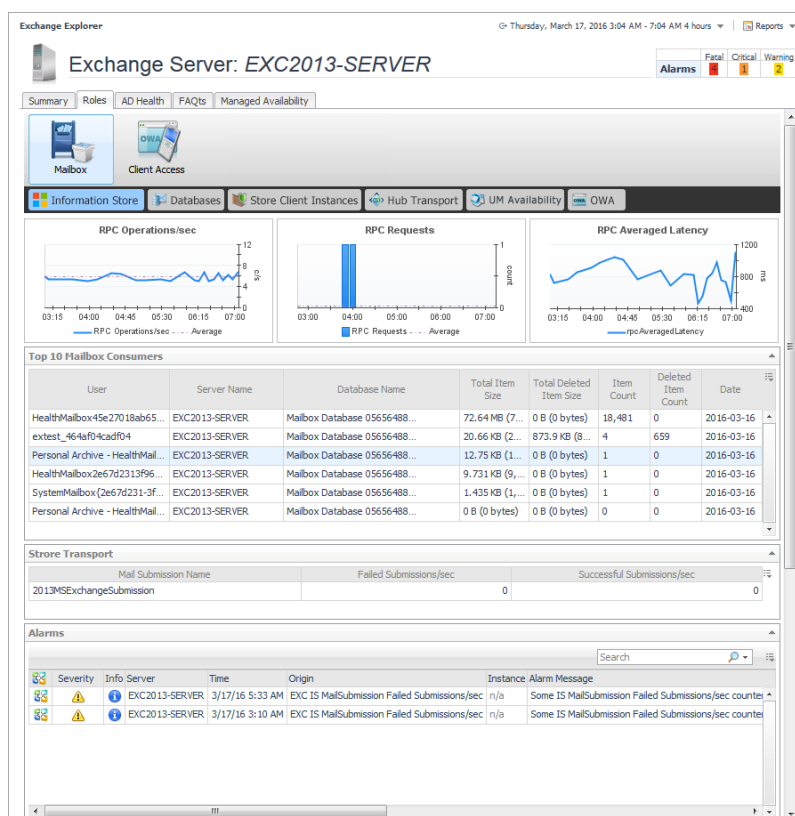 Exchange Explorer
Thursday, March 17, 2016 3:04 AM - 7:04 AM 4 hours
Reports
Exchange Server: EXC2013-SERVER
Fatal Critical Warning
Alarms 4 1 2
Summary Roles AD Health FAQts Managed Availability
OWA
Mailbox Client Access
Information Store Databases Store Client Instances Hub Transport UM Availability OWA
RPC Operations/sec
12
8
4
0
o/s
03:15 04:00 04:45 05:30 06:15 07:00
RPC Operations/sec Average
RPC Requests
1
0
count
03:00 04:00 05:00 06:00 07:00
RPC Requests Average
RPC Averaged Latency
1200
800
400
ms
03:15 04:00 04:45 05:30 06:15 07:00
rpcAveragedLatency
Top 10 Mailbox Consumers
User Server Name Database Name Total Item Size Total Deleted Item Size Item Count Deleted Item Count Date
HealthMailbox45e27018ab65... EXC2013-SERVER Mailbox Database 05656488... 72.64 MB (7... 0 B (0 bytes) 18,481 0 2016-03-16
extest_464af04cadf04 EXC2013-SERVER Mailbox Database 05656488... 20.66 KB (2... 873.9 KB (8... 4 659 2016-03-16
Personal Archive - HealthMail... EXC2013-SERVER Mailbox Database 05656488... 12.75 KB (1... 0 B (0 bytes) 1 0 2016-03-16
HealthMailbox2e67d2313f96... EXC2013-SERVER Mailbox Database 05656488... 9.731 KB (9,... 0 B (0 bytes) 1 0 2016-03-16
SystemMailbox{2e67d231-3f... EXC2013-SERVER Mailbox Database 05656488... 1.435 KB (1,... 0 B (0 bytes) 1 0 2016-03-16
Personal Archive - HealthMail... EXC2013-SERVER Mailbox Database 05656488... 0 B (0 bytes) 0 B (0 bytes) 0 0 2016-03-16
Strore Transport
Mail Submission Name Failed Submissions/sec Successful Submissions/sec
2013MSExchangeSubmission 0 0
Alarms
Search
Severity Info Server Time Origin Instance Alarm Message
EXC2013-SERVER 3/17/16 5:33 AM EXC IS MailSubmission Failed Submissions/sec n/a Some IS MailSubmission Failed Submissions/sec counter
EXC2013-SERVER 3/17/16 3:10 AM EXC IS MailSubmission Failed Submissions/sec n/a Some IS MailSubmission Failed Submissions/sec counter